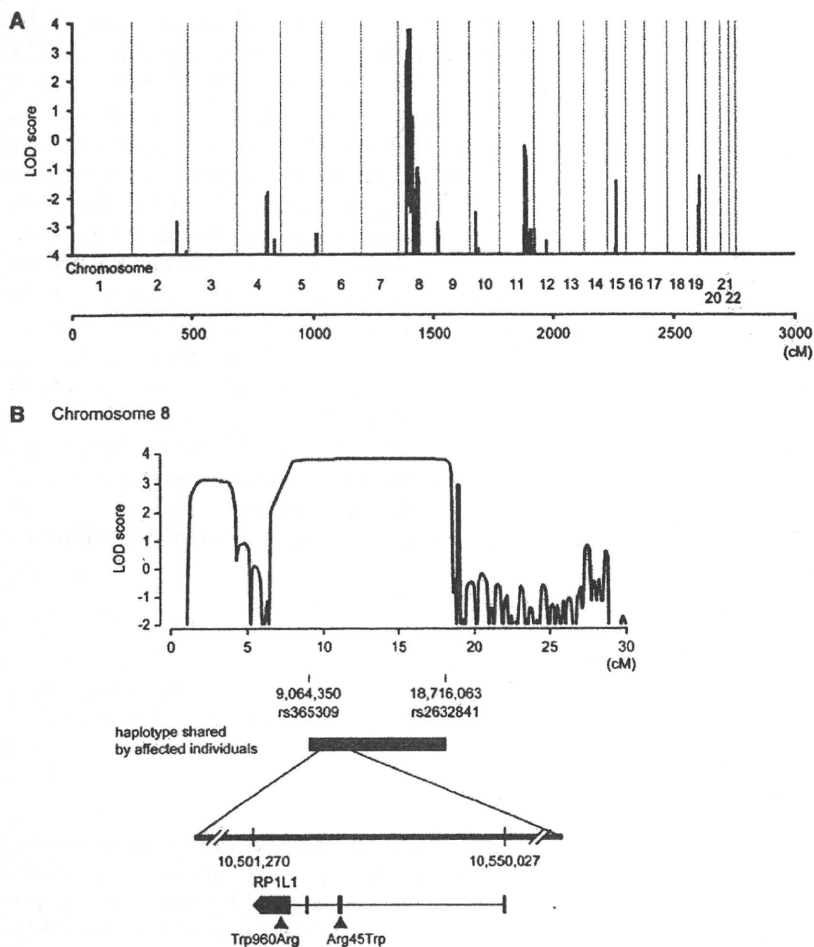 A
4
3
2
1
0
-1
-2
-3
-4
LOD score
Chromosome
1 2 3 4 5 6 7 8 9 10 11 12 13 14 15 16 17 18 19 20 21 22
0 500 1000 1500 2000 2500 3000
(cM)
B Chromosome 8
4
3
2
1
0
-1
-2
LOD score
0 5 10 15 20 25 30
(cM)
9,064,350 18,716,063
rs365309 rs2632841
haplotype shared
by affected individuals
10,501,270 10,550,027
RP1L1
Trp960Arg Arg45Trp